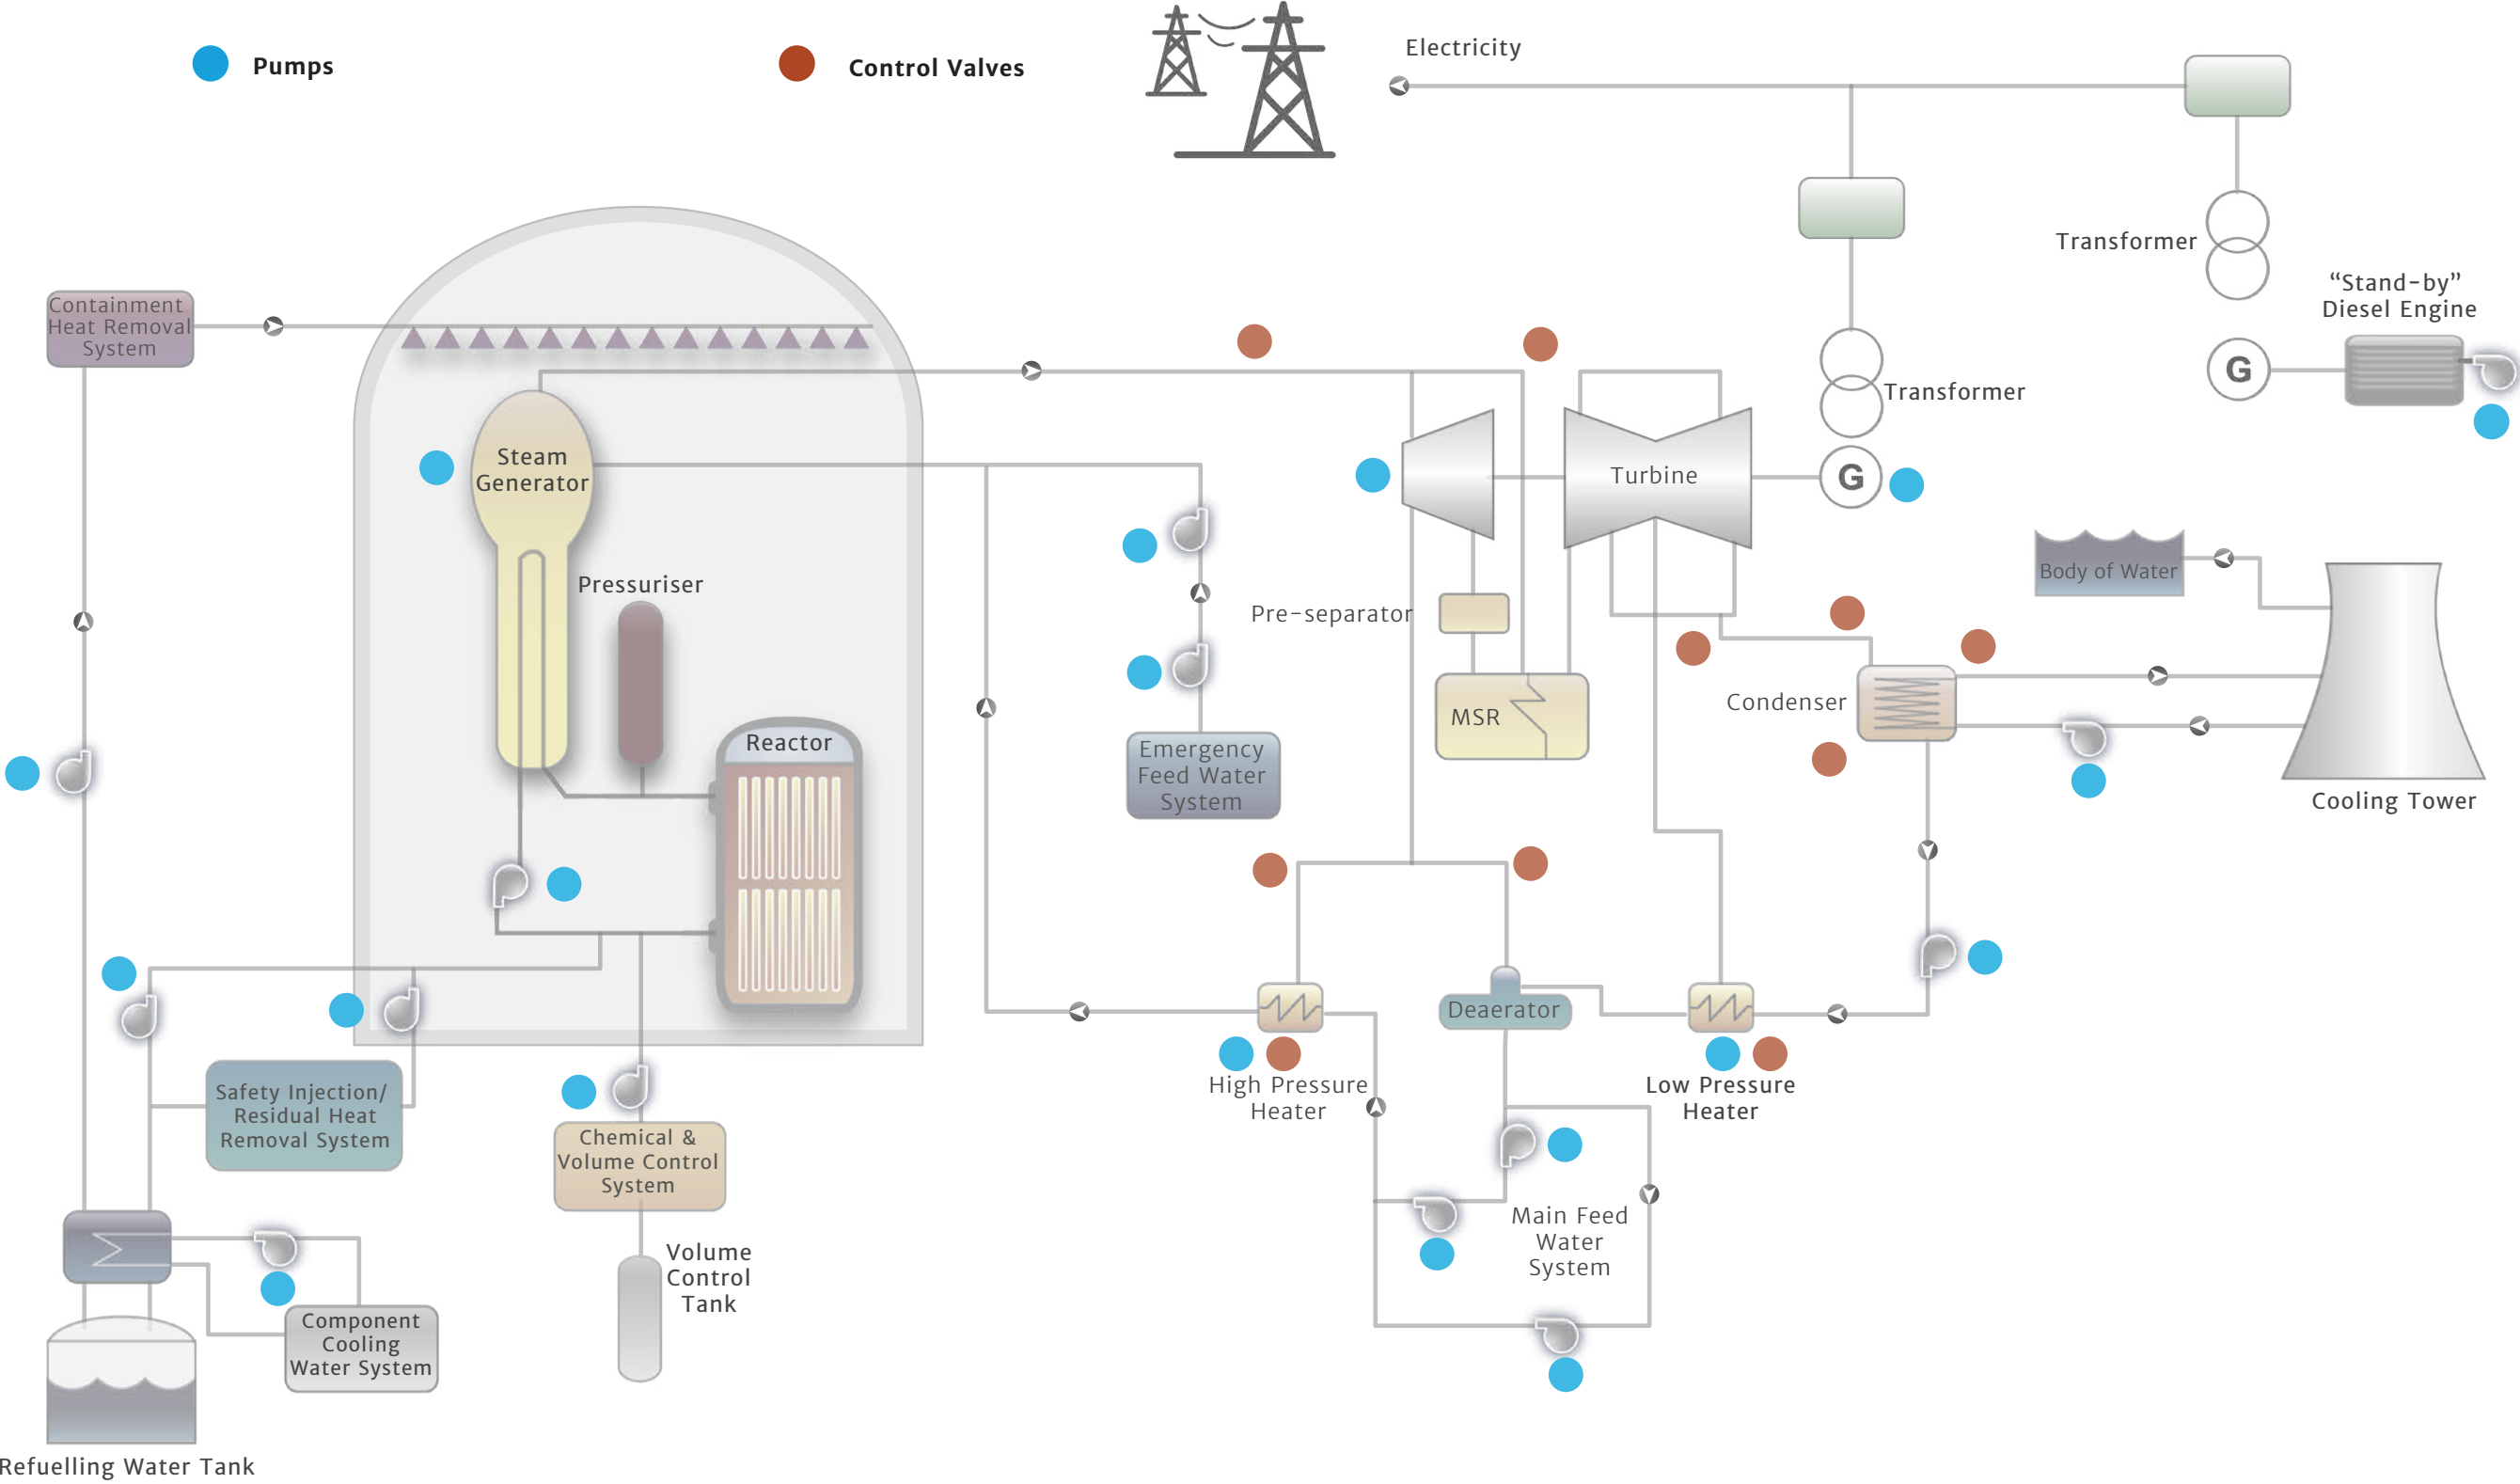 Pumps
Control Valves
Electricity
Transformer
“Stand-by”
Diesel Engine
G
Containment
Heat Removal
System
Transformer
Steam
Generator
Turbine
G
Body of Water
Pressuriser
Pre-separator
Reactor
MSR
Condenser
Emergency
Feed Water
System
Cooling Tower
Deaerator
High Pressure
Heater
Low Pressure
Heater
Safety Injection/
Residual Heat
Removal System
Chemical &
Volume Control
System
Main Feed
Water
System
Volume
Control
Tank
Component
Cooling
Water System
Refuelling Water Tank